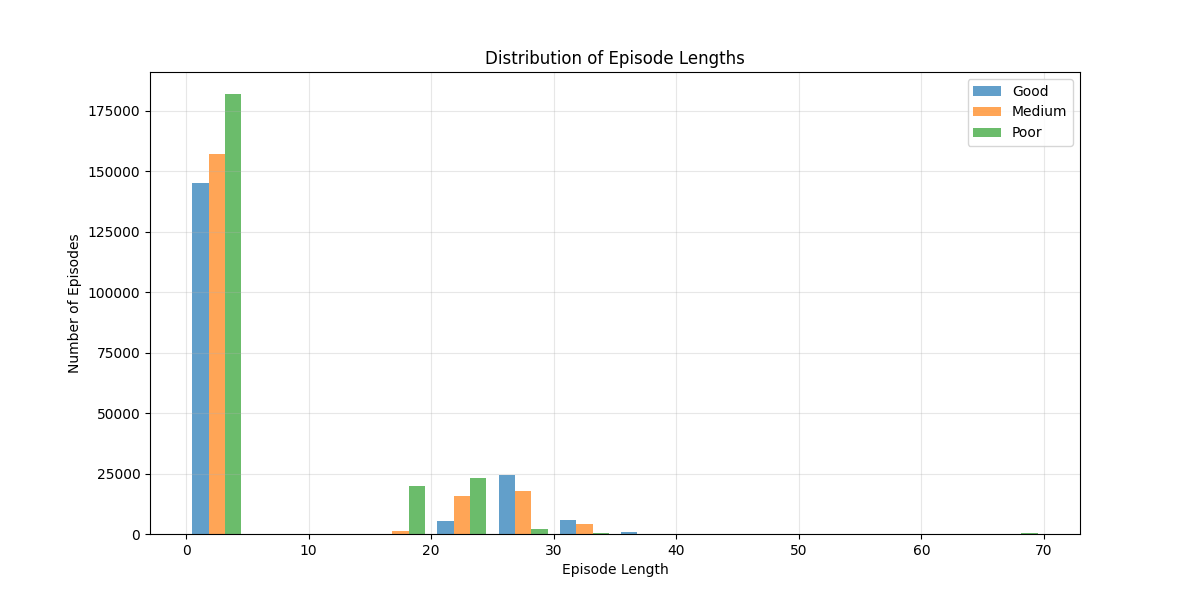 Distribution of Episode Lengths
Good
Medium
Poor
175000
150000
125000
100000
75000
50000
25000
0
Number of Episodes
0 10 20 30 40 50 60 70
Episode Length